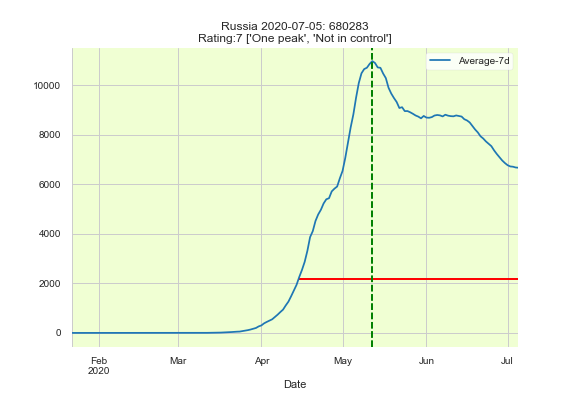 Russia 2020-07-05: 680283
Rating:7 ['One peak', 'Not in control']
Average-7d
10000
8000
6000
4000
2000
0
Feb Mar Apr May Jun Jul
2020
Date